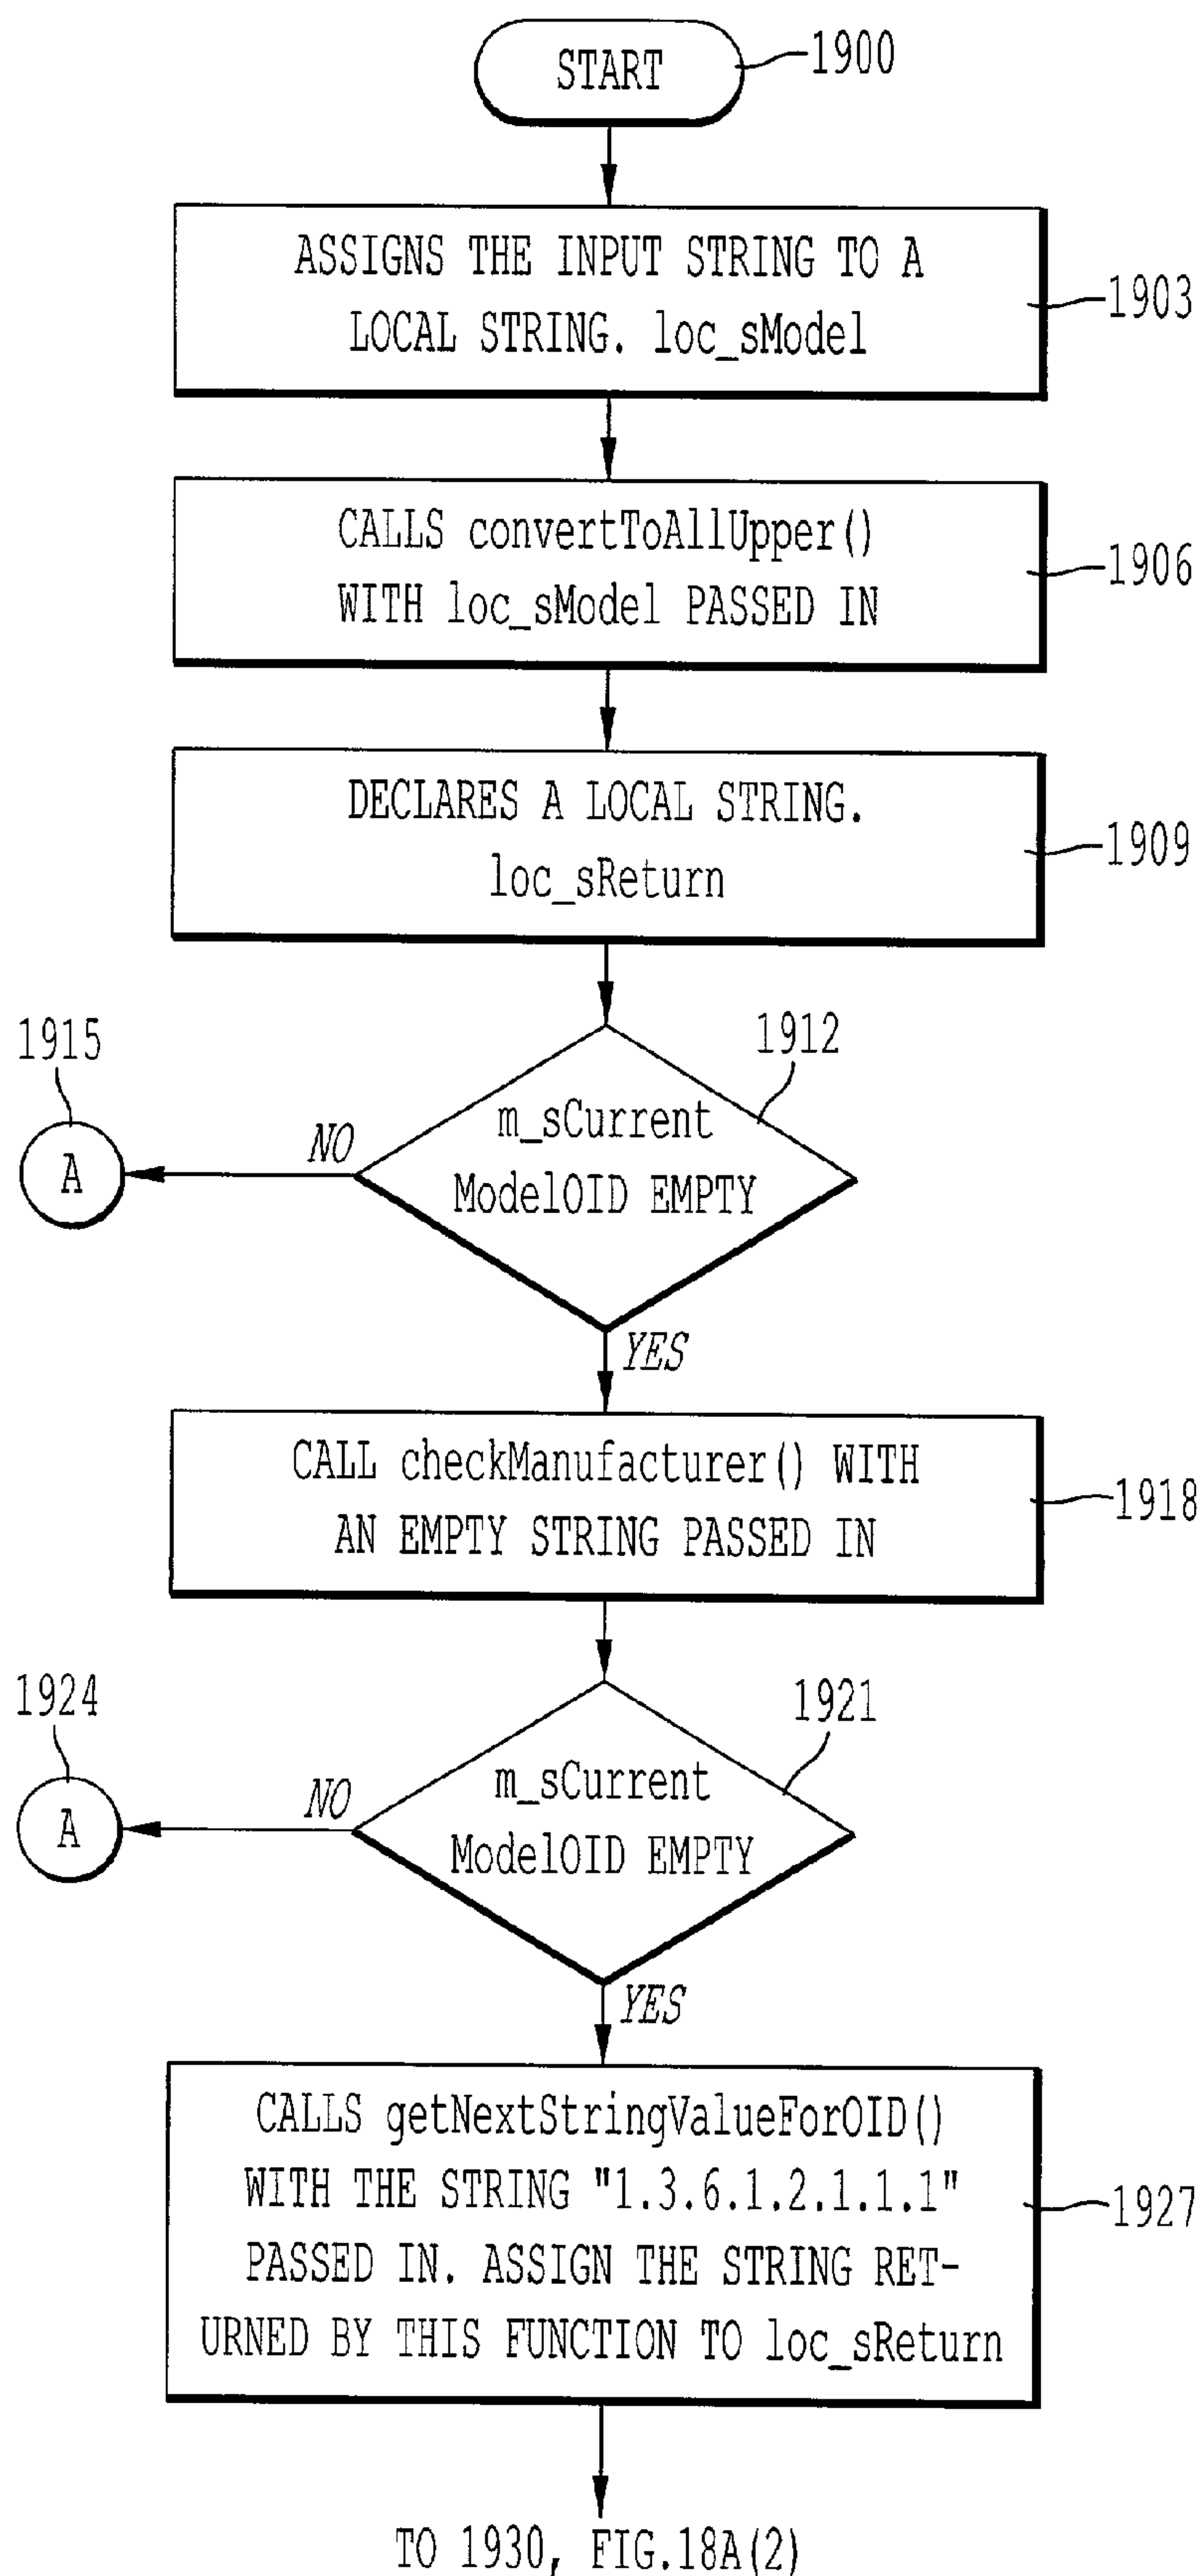 START
1900
ASSIGNS THE INPUT STRING TO A
LOCAL STRING. loc_sModel
1903
CALLS convertToAllUpper()
WITH loc_sModel PASSED IN
1906
DECLARES A LOCAL STRING.
loc_sReturn
1909
1915
A
NO
1912
m_sCurrent
ModelOID EMPTY
YES
CALL checkManufacturer() WITH
AN EMPTY STRING PASSED IN
1918
1924
A
NO
1921
m_sCurrent
ModelOID EMPTY
YES
CALLS getNextStringValueForOID()
WITH THE STRING "1.3.6.1.2.1.1.1"
PASSED IN. ASSIGN THE STRING RET-
URNED BY THIS FUNCTION TO loc_sReturn
1927
TO 1930, FIG.18A(2)